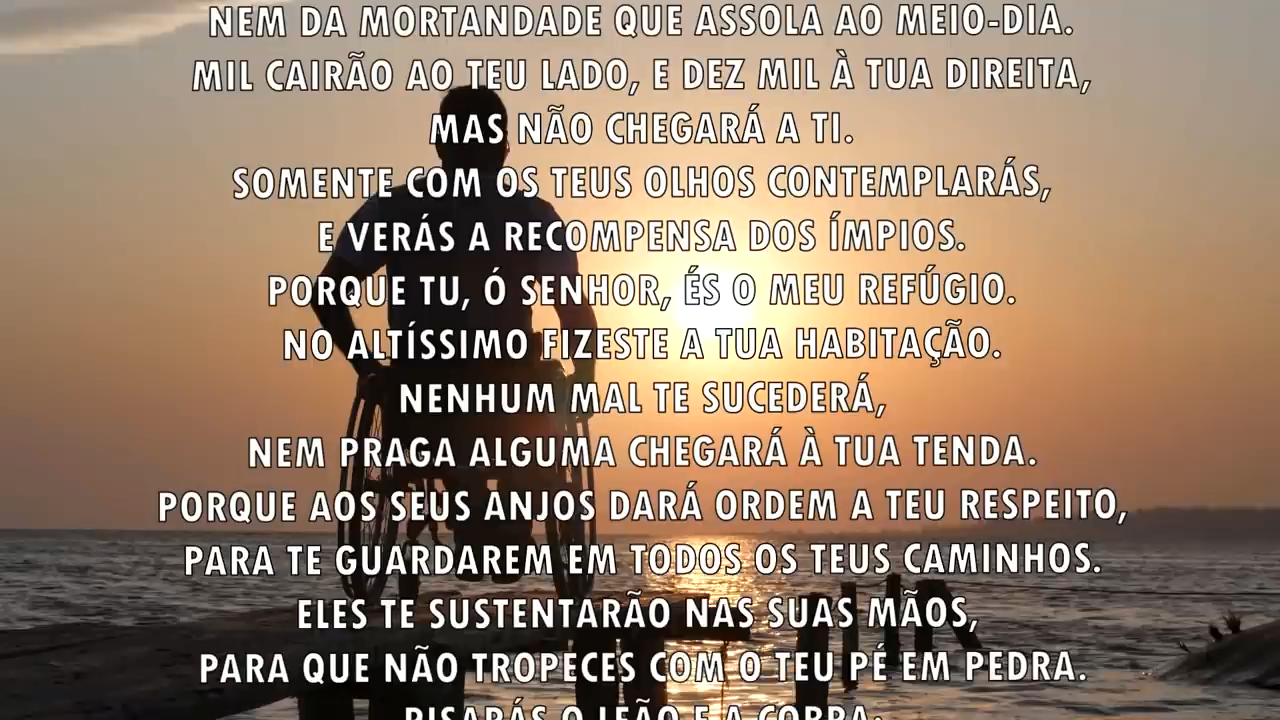 NEM DA MORTANDADE QUE ASSOLA AO MEIO-DIA.
MIL CAIRÃO AO TEU LADO, E DEZ MIL À TUA DIREITA,
MAS NÃO CHEGARÁ A TI.
SOMENTE COM OS TEUS OLHOS CONTEMPLARÁS,
E VERÁS A RECOMPENSA DOS ÍMPIOS.
PORQUE TU, Ó SENHOR, ÉS O MEU REFÚGIO.
NO ALTÍSSIMO FIZESTE A TUA HABITAÇÃO.
NENHUM MAL TE SUCEDERÁ,
NEM PRAGA ALGUMA CHEGARÁ À TUA TENDA.
PORQUE AOS SEUS ANJOS DARÁ ORDEM A TEU RESPEITO,
PARA TE GUARDAREM EM TODOS OS TEUS CAMINHOS.
ELES TE SUSTENTARÃO NAS SUAS MÃOS,
PARA QUE NÃO TROPECES COM O TEU PÉ EM PEDRA.
PISARÁS O LEÃO E A COBRA;